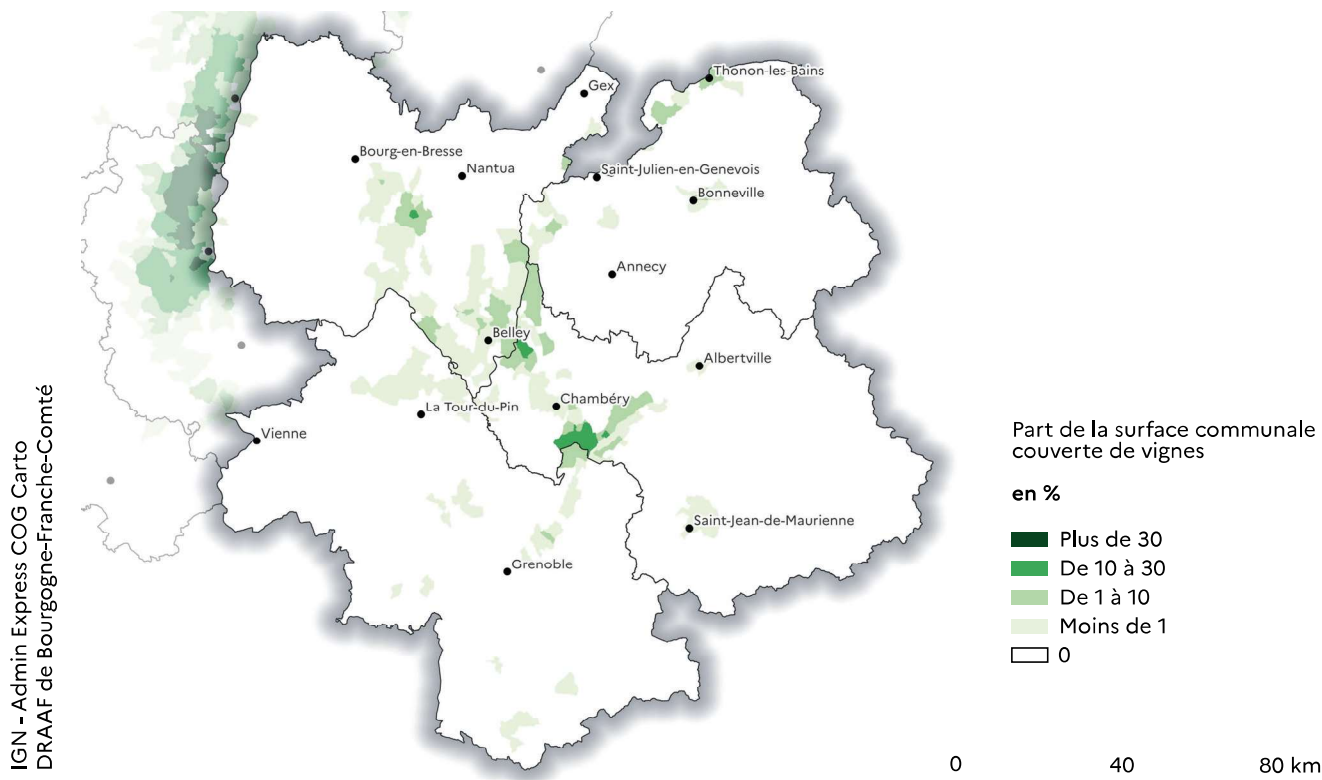 Thonon-les-Bains
Gex
Bourg-en-Bresse
Nantua
Saint-Julien-en-Genevois
Bonneville
Annecy
Belley
Albertville
La Tour-du-Pin
Chambéry
Vienne
Saint-Jean-de-Maurienne
Grenoble
Part de la surface communale
couverte de vignes
en %
Plus de 30
De 10 à 30
De 1 à 10
Moins de 1
0
0 40 80 km
IGN - Admin Express COG Carto
DRAAF de Bourgogne-Franche-Comté